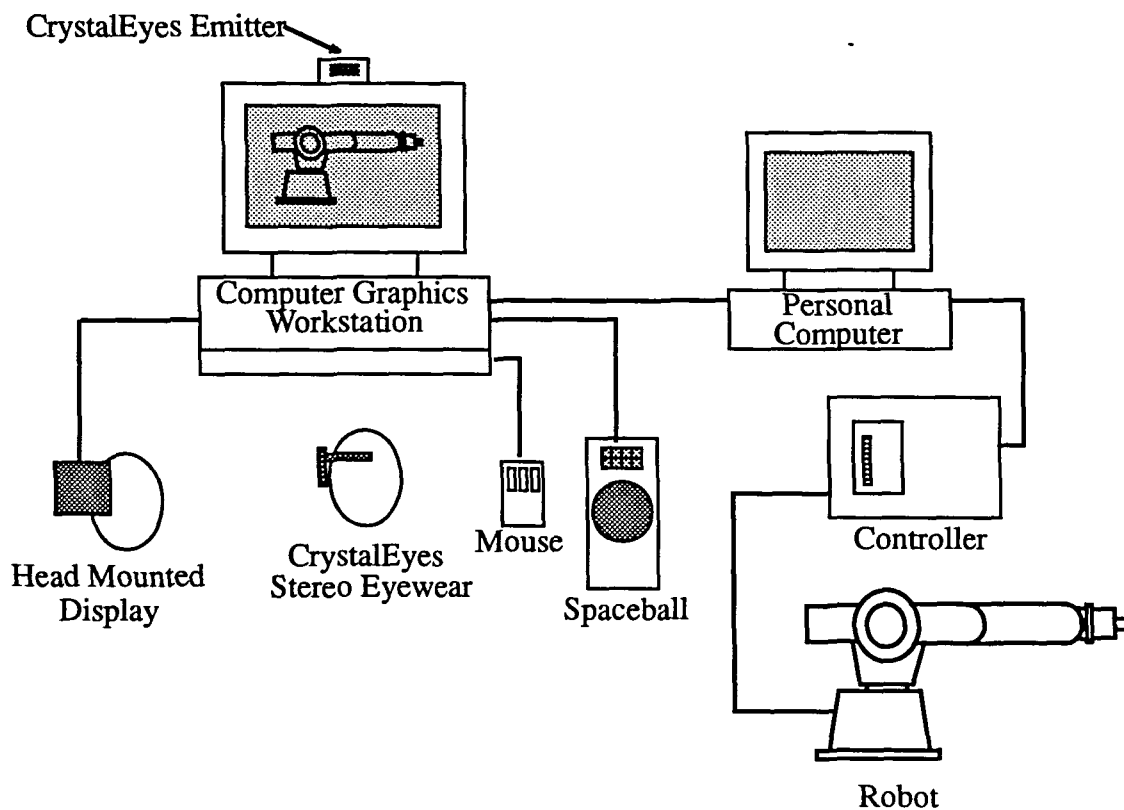 CrystalEyes Emitter
Computer Graphics
Workstation
Personal
Computer
Head Mounted
Display
CrystalEyes
Stereo Eyewear
Mouse
Spaceball
Controller
Robot